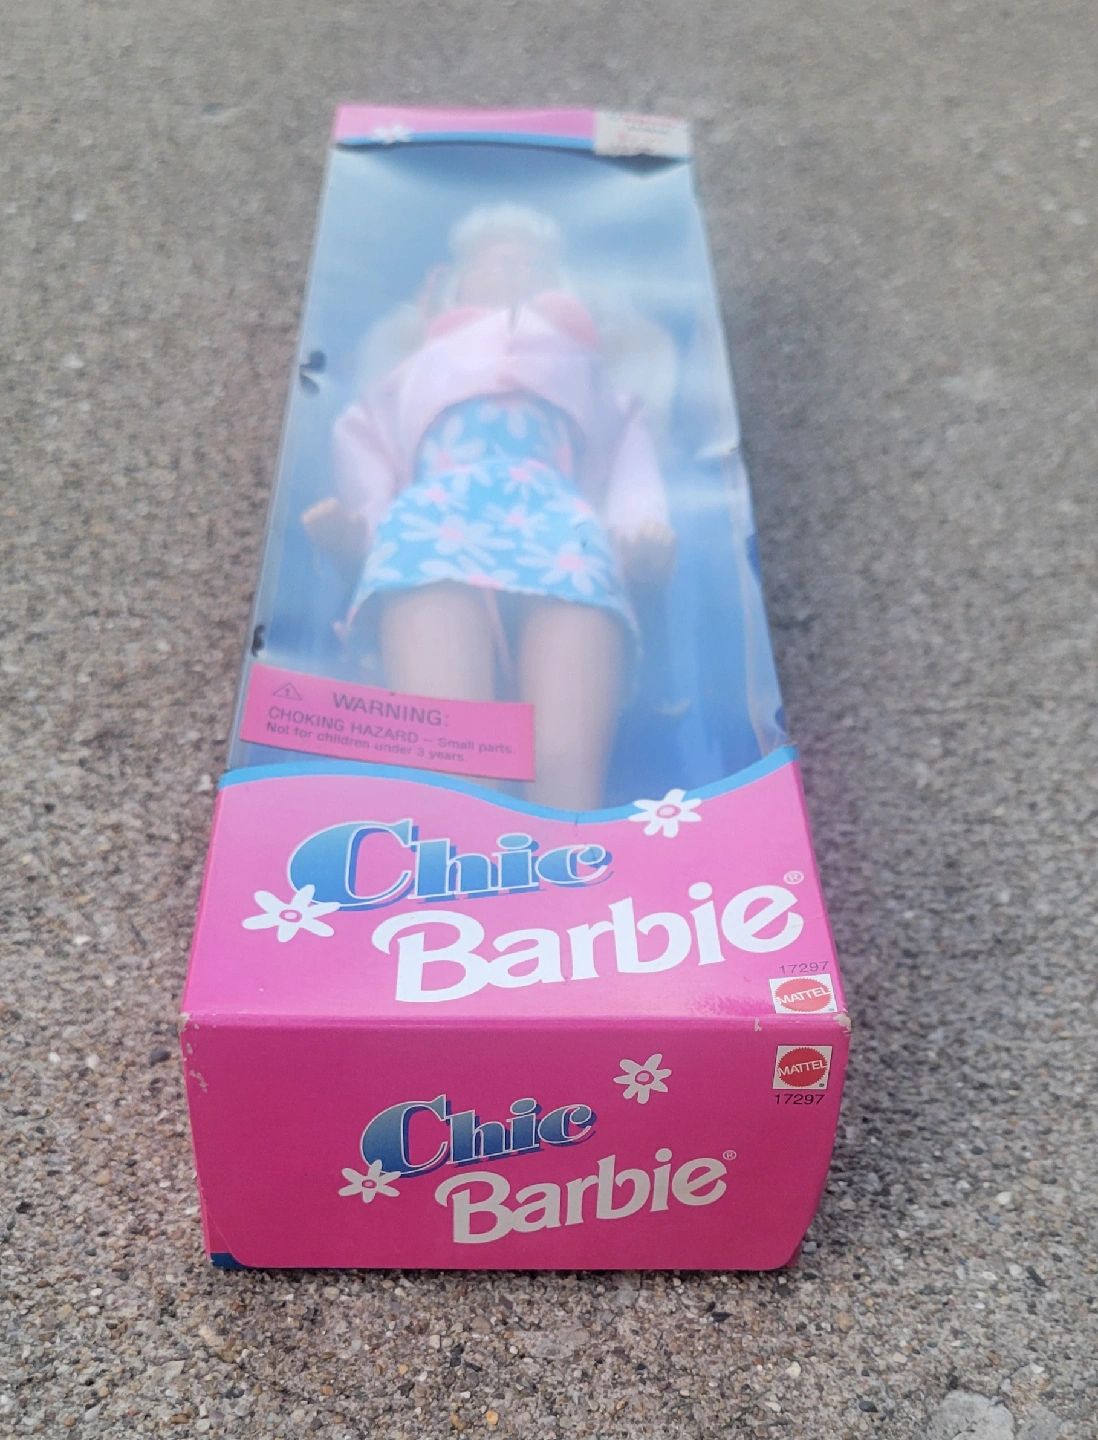 WARNING:
CHOKING HAZARD – Small parts.
Not for children under 3 years.
Chic
Barbie®
17297
MATTEL
MATTEL
17297
Chic
Barbie®